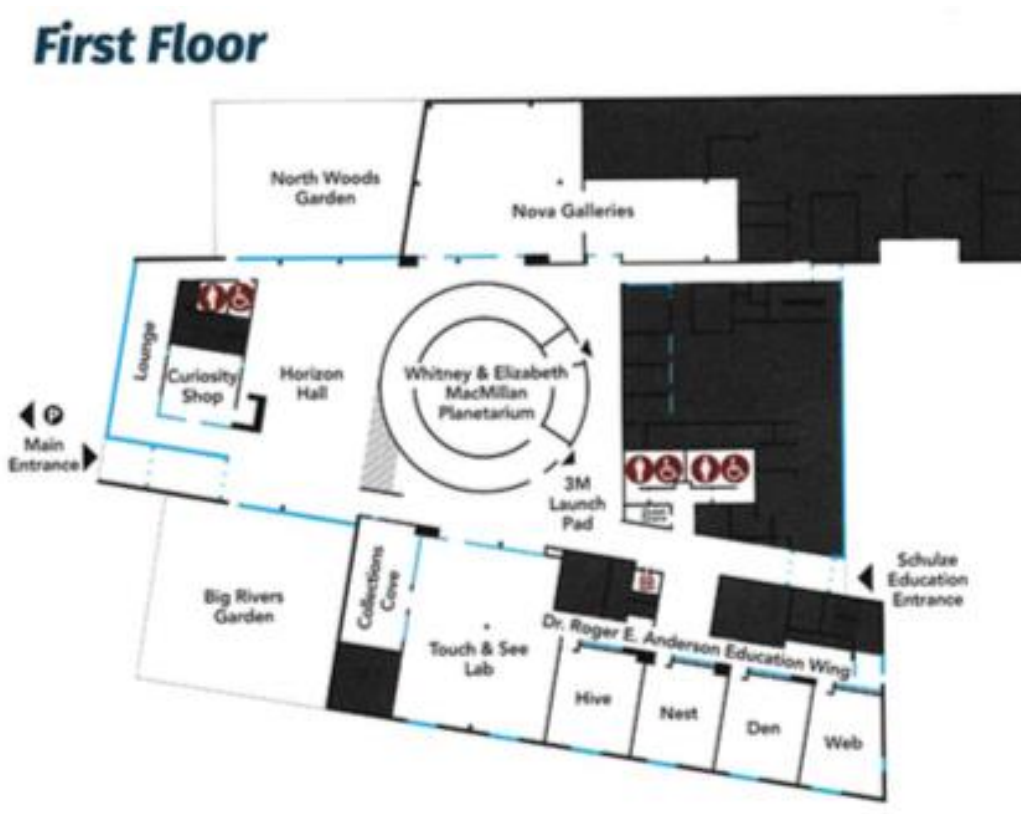 First Floor
North Woods
Garden
Nova Galleries
Lounge
Curiosity
Shop
Horizon
Hall
Whitney & Elizabeth
MacMillan
Planetarium
P
Main
Entrance
3M
Launch
Pad
Schulze
Education
Entrance
Big Rivers
Garden
Collections
Cove
Touch & See
Lab
Dr. Roger E. Anderson Education Wing
Hive
Nest
Den
Web